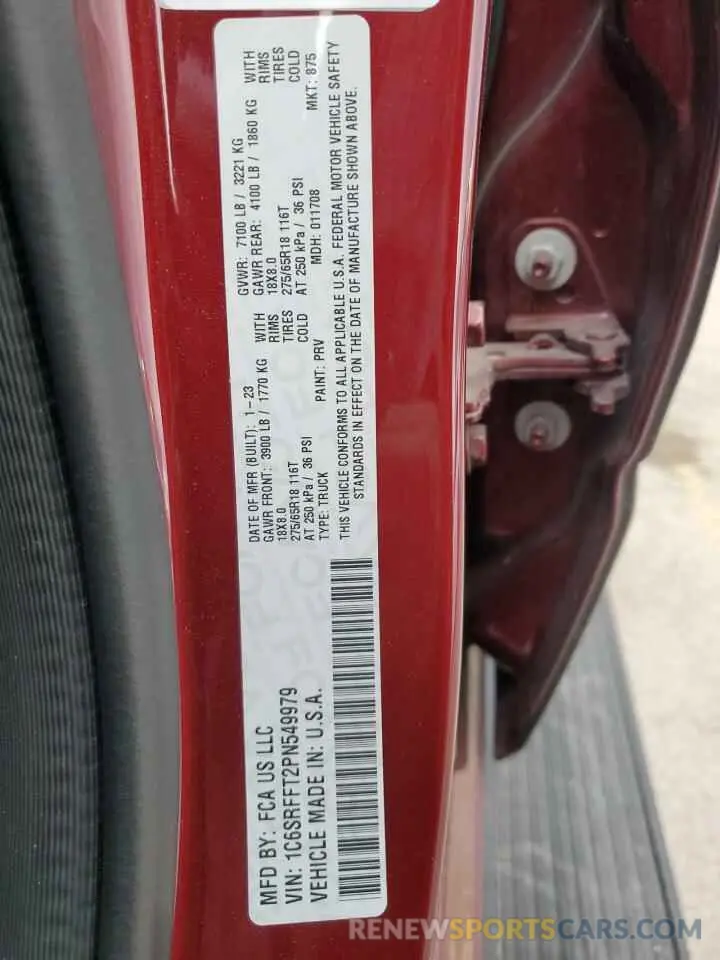 MFD BY: FCA US LLC
VIN: 1C6SRFFT2PN549979
VEHICLE MADE IN: U.S.A.
DATE OF MFR (BUILT): 1-23
GAWR FRONT: 3900 LB / 1770 KG WITH
18X8.0 RIMS
275/65R18 116T TIRES
AT 250 kPa / 36 PSI COLD
TYPE: TRUCK PAINT: PRV
GVWR: 7100 LB / 3221 KG
GAWR REAR: 4100 LB / 1860 KG WITH
18X8.0 RIMS
275/65R18 116T TIRES
AT 250 kPa / 36 PSI COLD
MDH: 011708 MKT: 875
THIS VEHICLE CONFORMS TO ALL APPLICABLE U.S.A. FEDERAL MOTOR VEHICLE SAFETY
STANDARDS IN EFFECT ON THE DATE OF MANUFACTURE SHOWN ABOVE.
RENEWSPORTSCARS.COM